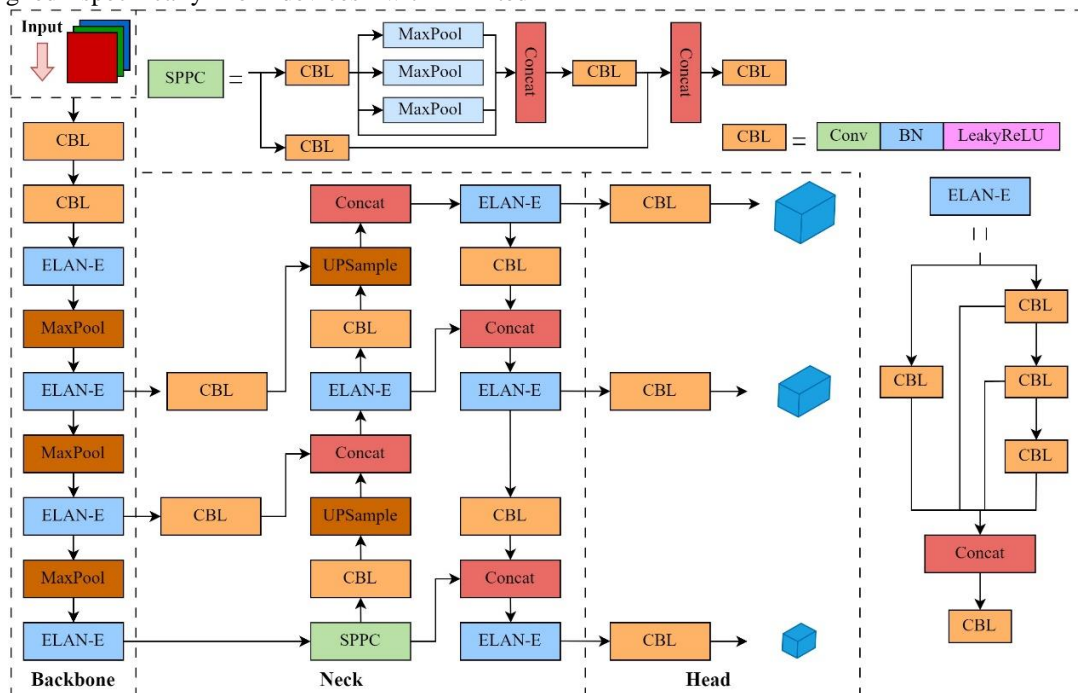 Input
SPPC
=
CBL
MaxPool
MaxPool
MaxPool
Concat
CBL
Concat
CBL
CBL
CBL
=
Conv
BN
LeakyReLU
CBL
CBL
ELAN-E
MaxPool
ELAN-E
MaxPool
ELAN-E
MaxPool
ELAN-E
Backbone
CBL
CBL
Concat
UPSample
CBL
ELAN-E
Concat
UPSample
CBL
SPPC
ELAN-E
CBL
Concat
ELAN-E
CBL
Concat
ELAN-E
Neck
CBL
CBL
CBL
Head
ELAN-E
CBL
CBL
CBL
CBL
Concat
CBL